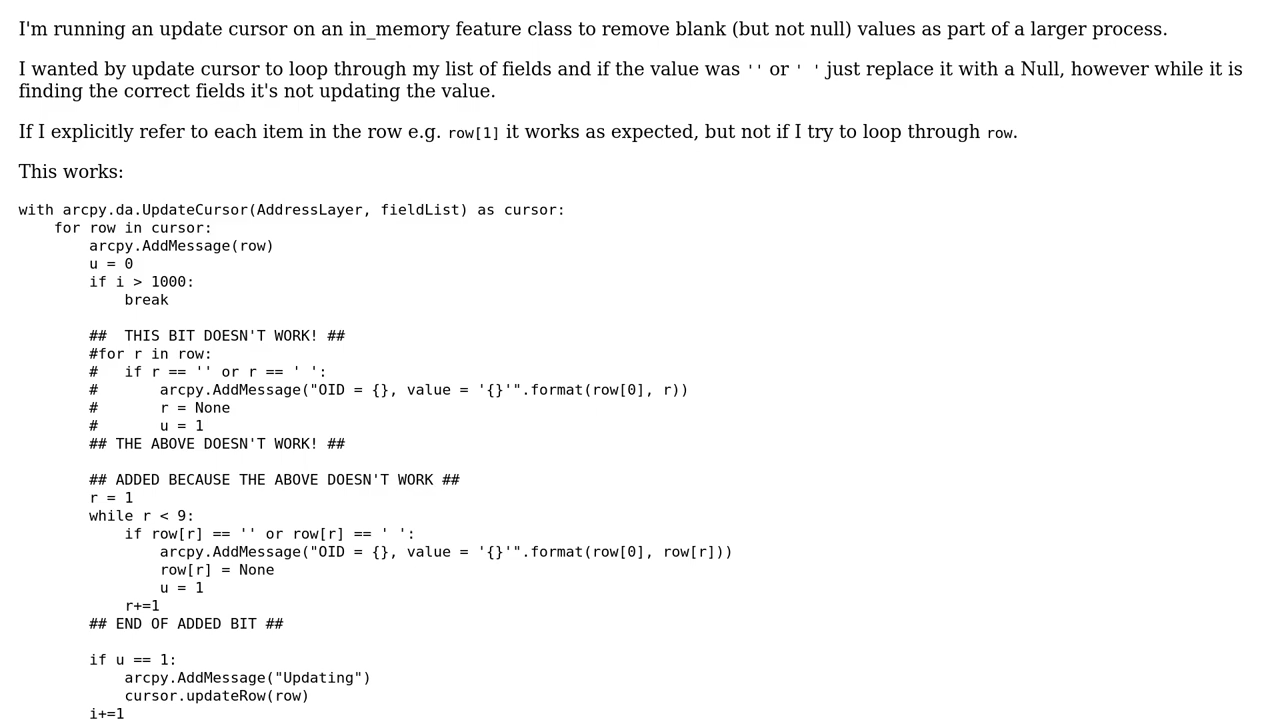 I'm running an update cursor on an in_memory feature class to remove blank (but not null) values as part of a larger process.
I wanted by update cursor to loop through my list of fields and if the value was '' or ' ' just replace it with a Null, however while it is
finding the correct fields it's not updating the value.
If I explicitly refer to each item in the row e.g. row[1] it works as expected, but not if I try to loop through row.
This works:
with arcpy.da.UpdateCursor(AddressLayer, fieldList) as cursor:
    for row in cursor:
        arcpy.AddMessage(row)
        u = 0
        if i > 1000:
            break
        ##  THIS BIT DOESN'T WORK! ##
        #for r in row:
        #   if r == '' or r == ' ':
        #       arcpy.AddMessage("OID = {}, value = '{}'".format(row[0], r))
        #       r = None
        #       u = 1
        ## THE ABOVE DOESN'T WORK! ##
        ## ADDED BECAUSE THE ABOVE DOESN'T WORK ##
        r = 1
        while r < 9:
            if row[r] == '' or row[r] == ' ':
                arcpy.AddMessage("OID = {}, value = '{}'".format(row[0], row[r]))
                row[r] = None
                u = 1
            r+=1
        ## END OF ADDED BIT ##
        if u == 1:
            arcpy.AddMessage("Updating")
            cursor.updateRow(row)
        i+=1